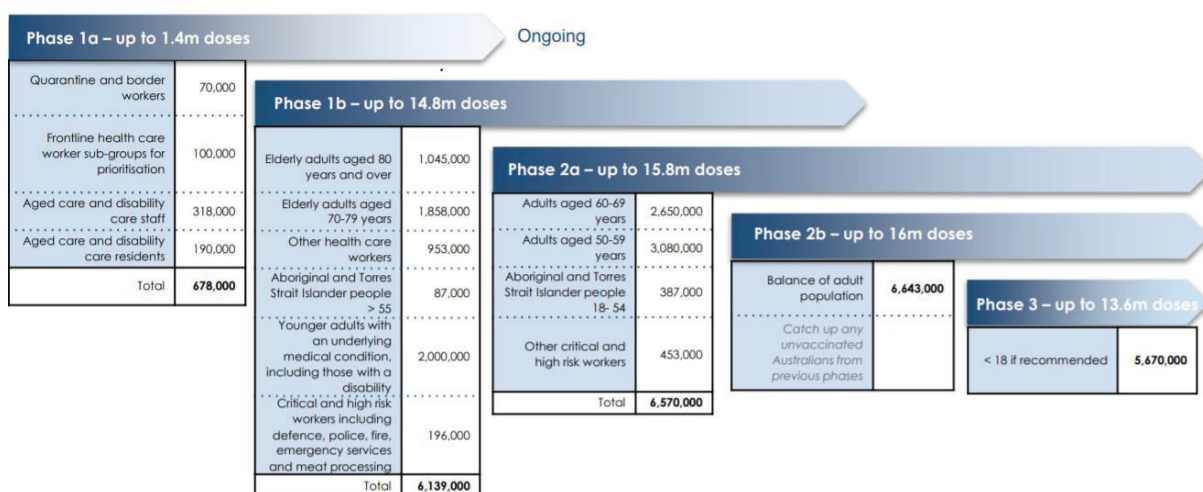 Phase 1a – up to 1.4m doses
Ongoing
Quarantine and border
workers
70,000
Frontline health care
worker sub-groups for
prioritisation
100,000
Aged care and disability
care staff
318,000
Aged care and disability
care residents
190,000
Total
678,000
Phase 1b – up to 14.8m doses
Elderly adults aged 80
years and over
1,045,000
Elderly adults aged
70-79 years
1,858,000
Other health care
workers
953,000
Aboriginal and Torres
Strait Islander people
> 55
87,000
Younger adults with
an underlying
medical condition,
including those with a
disability
2,000,000
Critical and high risk
workers including
defence, police, fire,
emergency services
and meat processing
196,000
Total
6,139,000
Phase 2a – up to 15.8m doses
Adults aged 60-69
years
2,650,000
Adults aged 50-59
years
3,080,000
Aboriginal and Torres
Strait Islander people
18- 54
387,000
Other critical and
high risk workers
453,000
Total
6,570,000
Phase 2b – up to 16m doses
Balance of adult
population
6,643,000
Catch up any
unvaccinated
Australians from
previous phases
Phase 3 – up to 13.6m doses
< 18 if recommended
5,670,000